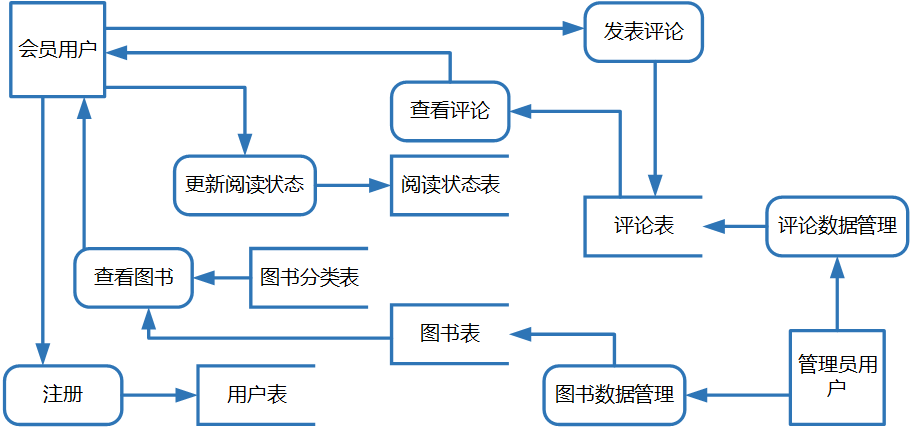 会员用户
发表评论
查看评论
更新阅读状态
阅读状态表
评论表
评论数据管理
查看图书
图书分类表
图书表
管理员用
户
注册
用户表
图书数据管理